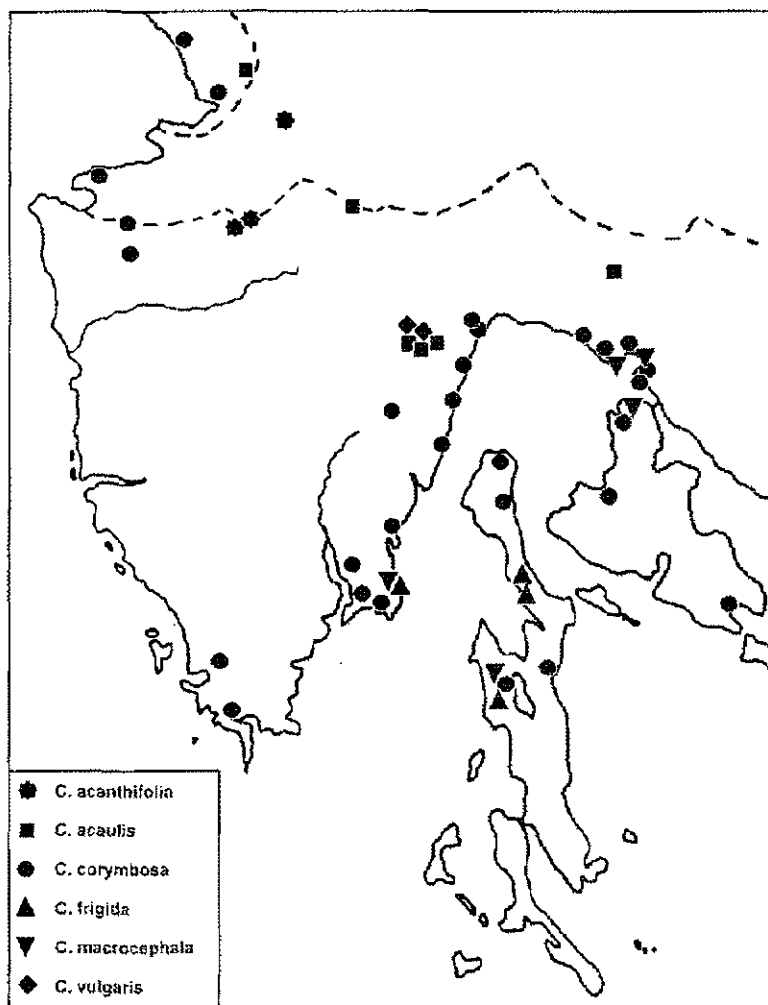 C. acanthifolia
C. acaulis
C. corymbosa
C. frigida
C. macrocephala
C. vulgaris